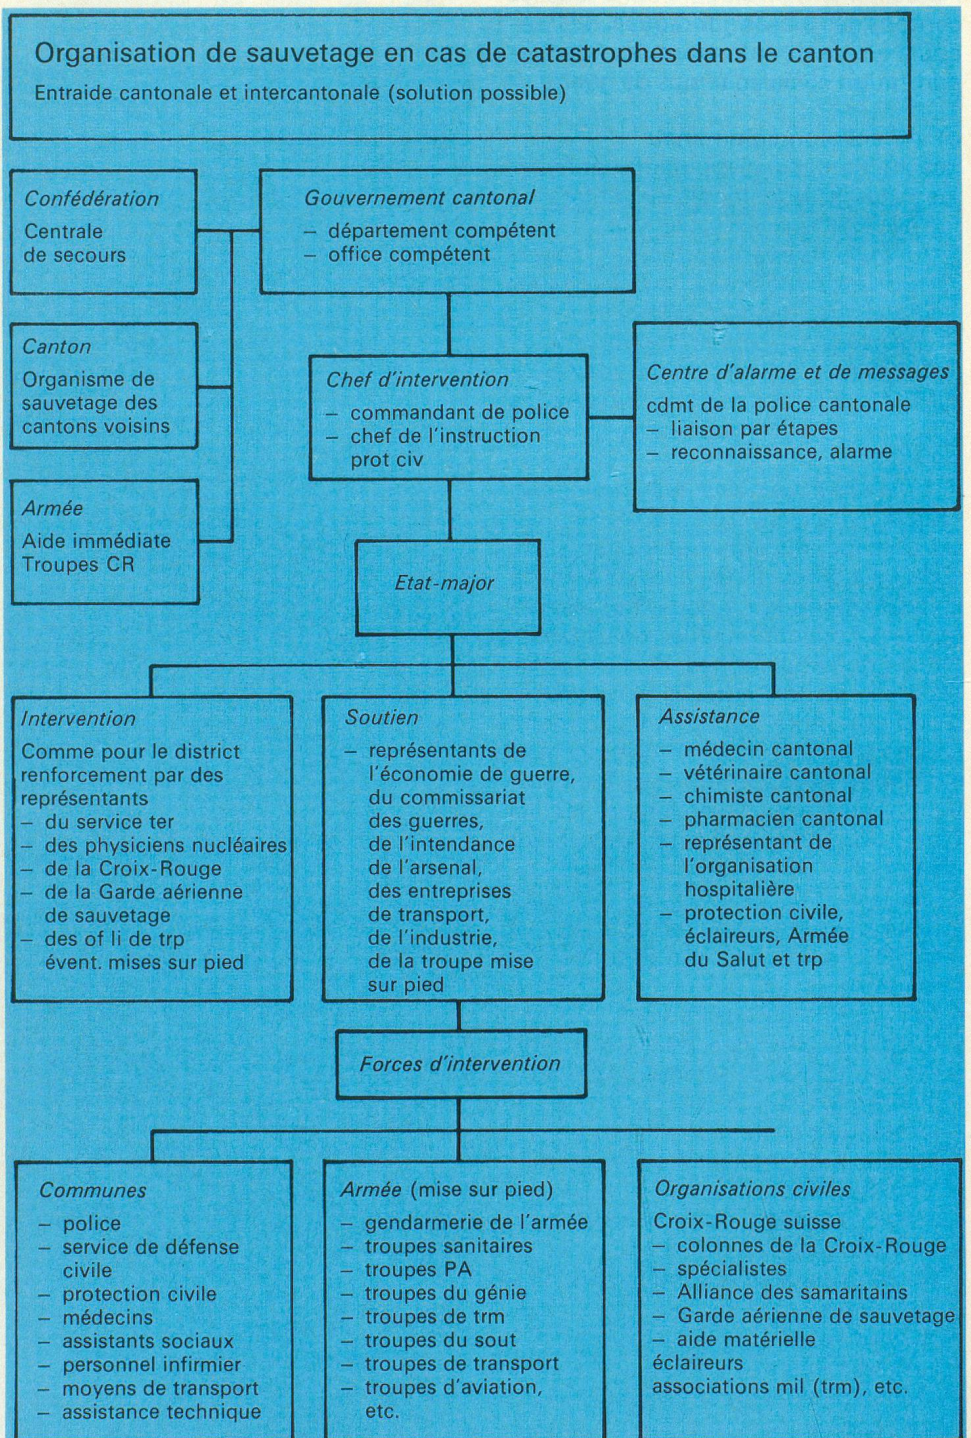 Organisation de sauvetage en cas de catastrophes dans le canton
Entraide cantonale et intercantonale (solution possible)
Confédération
Centrale
de secours
Gouvernement cantonal
– département compétent
– office compétent
Canton
Organisme de
sauvetage des
cantons voisins
Chef d'intervention
– commandant de police
– chef de l'instruction
prot civ
Centre d'alarme et de messages
cdmt de la police cantonale
– liaison par étapes
– reconnaissance, alarme
Armée
Aide immédiate
Troupes CR
Etat-major
Intervention
Comme pour le district
renforcement par des
représentants
– du service ter
– des physiciens nucléaires
– de la Croix-Rouge
– de la Garde aérienne
de sauvetage
– des of li de trp
évent. mises sur pied
Soutien
– représentants de
l'économie de guerre,
du commissariat
des guerres,
de l'intendance
de l'arsenal,
des entreprises
de transport,
de l'industrie,
de la troupe mise
sur pied
Assistance
– médecin cantonal
– vétérinaire cantonal
– chimiste cantonal
– pharmacien cantonal
– représentant de
l'organisation
hospitalière
– protection civile,
éclaireurs, Armée
du Salut et trp
Forces d'intervention
Communes
– police
– service de défense
civile
– protection civile
– médecins
– assistants sociaux
– personnel infirmier
– moyens de transport
– assistance technique
Armée (mise sur pied)
– gendarmerie de l'armée
– troupes sanitaires
– troupes PA
– troupes du génie
– troupes de trm
– troupes du sout
– troupes de transport
– troupes d'aviation,
etc.
Organisations civiles
Croix-Rouge suisse
– colonnes de la Croix-Rouge
– spécialistes
– Alliance des samaritains
– Garde aérienne de sauvetage
– aide matérielle
éclaireurs
associations mil (trm), etc.